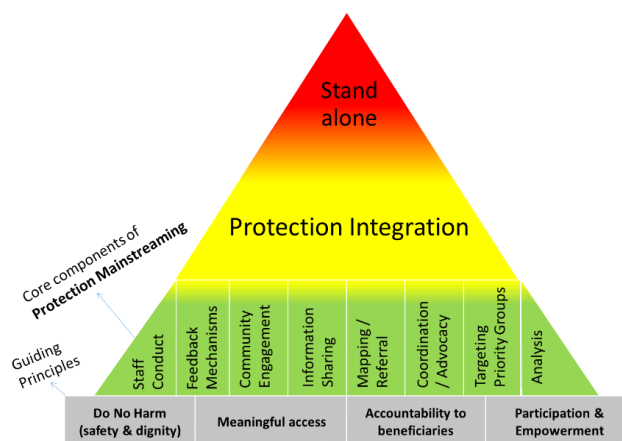 Stand
alone
Protection Integration
Core components of
Protection Mainstreaming
Guiding
Principles
Staff
Conduct
Feedback
Mechanisms
Community
Engagement
Information
Sharing
Mapping /
Referral
Coordination
/ Advocacy
Targeting
Priority Groups
Analysis
Do No Harm
(safety & dignity)
Meaningful access
Accountability to
beneficiaries
Participation &
Empowerment